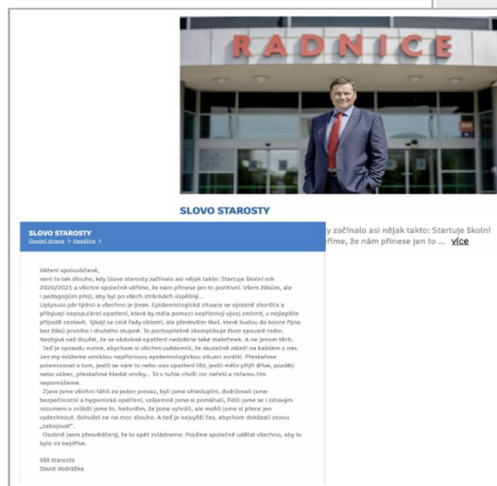 RADNICE
SLOVO STAROSTY
y začínalo asi nějak takto: Startuje školní
ěříme, že nám přinese jen to ... více
SLOVO STAROSTY
Úvodní strana > Headline >
Vážení spoluobčané,
není to tak dlouho, kdy Slovo starosty začínalo asi nějak takto: Startuje školní rok
2020/2021 a všichni společně věříme, že nám přinese jen to pozitivní. Všem žákům, ale
i pedagogům přeji, aby byl po všech stránkách úspěšný...
Uplynulo pár týdnů a všechno je jinak. Epidemiologická situace se výrazně zhoršila a
přibývají nepopulární opatření, která by měla pomoci nepříznivý vývoj zmírnit, v nejlepším
případě zastavit. Týkají se celé řady oblastí, ale především škol, které budou do konce října
bez žáků prvního i druhého stupně. To pochopitelně zkomplikuje život spoustě rodin.
Nezbývá než doufat, že se obdobné opatření nedotkne také mateřinek. A ne jenom těch.
Teď je opravdu nutné, abychom si všichni uvědomili, že skutečně záleží na každém z nás.
Jen my můžeme vzniklou nepříznivou epidemiologickou situaci zvrátit. Přestaňme
polemizovat o tom, jestli se nám to nebo ono opatření líbí, jestli mělo přijít dříve, později
nebo vůbec, přestaňme hledat viníky... To v tuhle chvíli nic neřeší a ničemu tím
nepomůžeme.
Z jara jsme všichni táhli za jeden provaz, byli jsme ohleduplní, dodržovali jsme
bezpečnostní a hygienická opatření, vzájemně jsme si pomáhali, řídili jsme se i zdravým
rozumem a zvládli jsme to. Netvrdím, že jsme vyhráli, ale mohli jsme si přece jen
vydechnout. Bohužel ne na moc dlouho. A teď je nejvyšší čas, abychom dokázali znovu
„zabojovat".
Osobně jsem přesvědčený, že to opět zvládneme. Pojďme společně udělat všechno, aby to
bylo co nejdříve.
Váš starosta
David Vodrážka